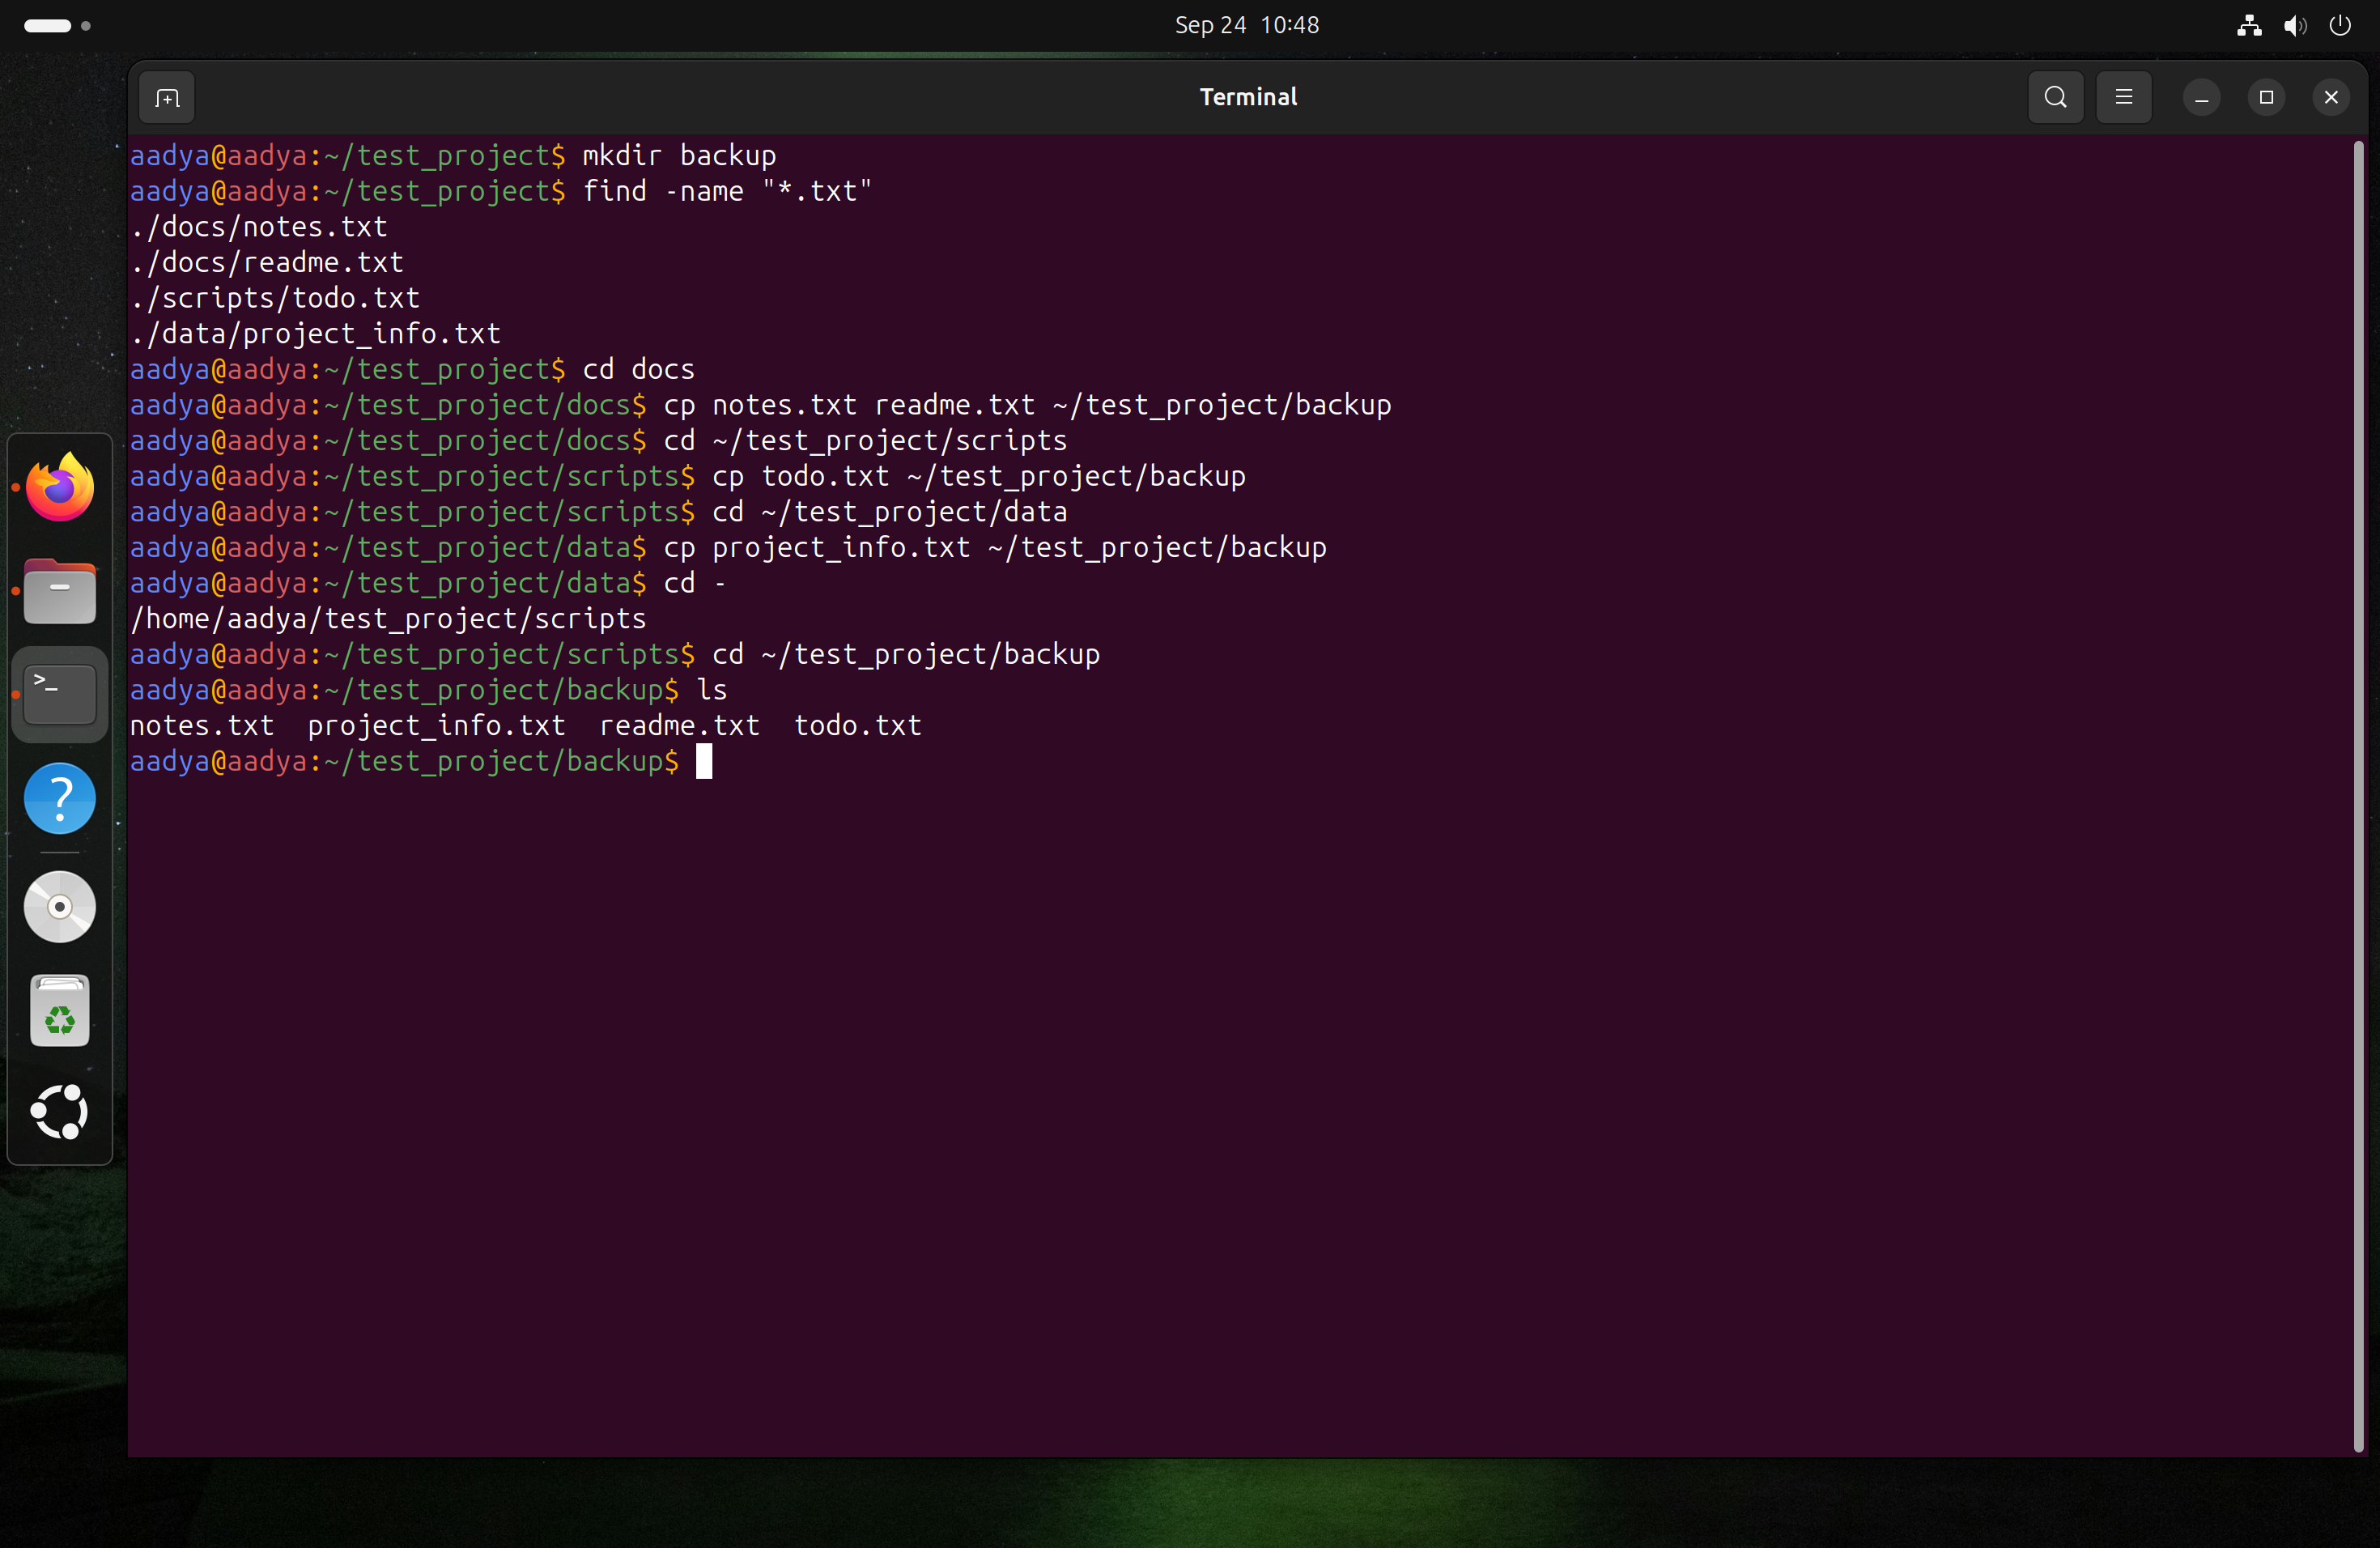 Sep 24 10:48
Terminal
aadya@aadya:~/test_project$ mkdir backup
aadya@aadya:~/test_project$ find -name "*.txt"
./docs/notes.txt
./docs/readme.txt
./scripts/todo.txt
./data/project_info.txt
aadya@aadya:~/test_project$ cd docs
aadya@aadya:~/test_project/docs$ cp notes.txt readme.txt ~/test_project/backup
aadya@aadya:~/test_project/docs$ cd ~/test_project/scripts
aadya@aadya:~/test_project/scripts$ cp todo.txt ~/test_project/backup
aadya@aadya:~/test_project/scripts$ cd ~/test_project/data
aadya@aadya:~/test_project/data$ cp project_info.txt ~/test_project/backup
aadya@aadya:~/test_project/data$ cd -
/home/aadya/test_project/scripts
aadya@aadya:~/test_project/scripts$ cd ~/test_project/backup
aadya@aadya:~/test_project/backup$ ls
notes.txt  project_info.txt  readme.txt  todo.txt
aadya@aadya:~/test_project/backup$